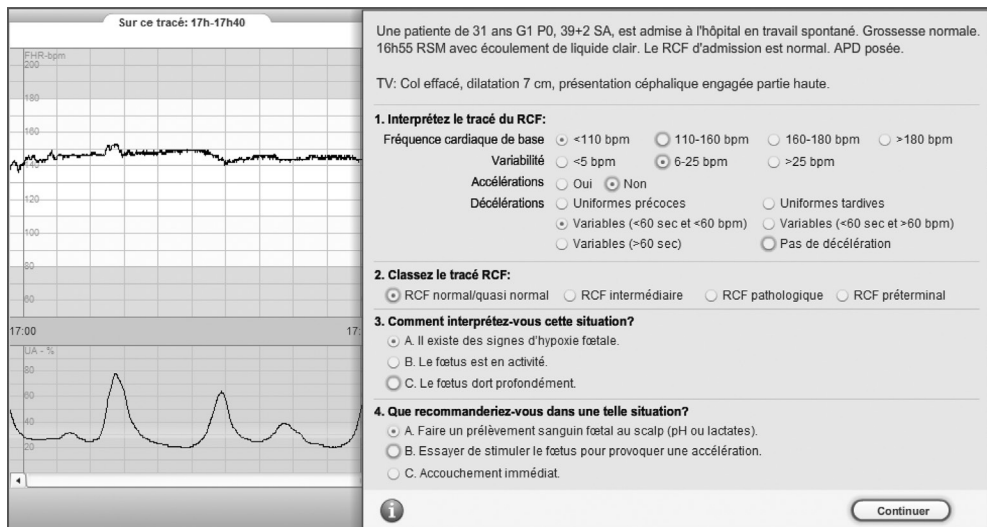 Sur ce tracé: 17h-17h40
FHR-bpm
200
180
160
140
120
100
80
60
17:00
17:
UA - %
80
60
40
20
Une patiente de 31 ans G1 P0, 39+2 SA, est admise à l'hôpital en travail spontané. Grossesse normale.
16h55 RSM avec écoulement de liquide clair. Le RCF d'admission est normal. APD posée.
TV: Col effacé, dilatation 7 cm, présentation céphalique engagée partie haute.
1. Interprétez le tracé du RCF:
Fréquence cardiaque de base <110 bpm 110-160 bpm 160-180 bpm >180 bpm
Variabilité <5 bpm 6-25 bpm >25 bpm
Accélérations Oui Non
Décélérations Uniformes précoces Uniformes tardives
Variables (<60 sec et <60 bpm) Variables (<60 sec et >60 bpm)
Variables (>60 sec) Pas de décélération
2. Classez le tracé RCF:
RCF normal/quasi normal RCF intermédiaire RCF pathologique RCF préterminal
3. Comment interprétez-vous cette situation?
A. Il existe des signes d'hypoxie fœtale.
B. Le fœtus est en activité.
C. Le fœtus dort profondément.
4. Que recommanderiez-vous dans une telle situation?
A. Faire un prélèvement sanguin fœtal au scalp (pH ou lactates).
B. Essayer de stimuler le fœtus pour provoquer une accélération.
C. Accouchement immédiat.
Continuer